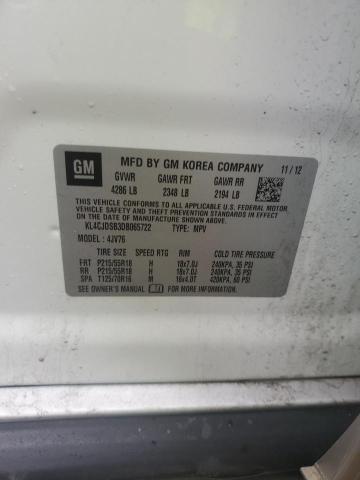 GM
MFD BY GM KOREA COMPANY 11/12
GVWR GAWR FRT GAWR RR
4286 LB 2348 LB 2194 LB
THIS VEHICLE CONFORMS TO ALL APPLICABLE U.S.
FEDERAL MOTOR VEHICLE SAFETY, BUMPER, AND
THEFT PREVENTION STANDARDS IN EFFECT ON THE
DATE OF MANUFACTURE SHOWN ABOVE.
KL4CJDSB3DB065722 TYPE: MPV
MODEL: 4JV76
TIRE SIZE SPEED RTG RIM COLD TIRE PRESSURE
FRT P215/55R18 H 18x7.0J 240KPA, 35 PSI
RR P215/55R18 H 18x7.0J 240KPA, 35 PSI
SPA T125/70R16 M 16x4.0T 420KPA, 60 PSI
SEE OWNER'S MANUAL FOR ADDITIONAL INFORMATION.